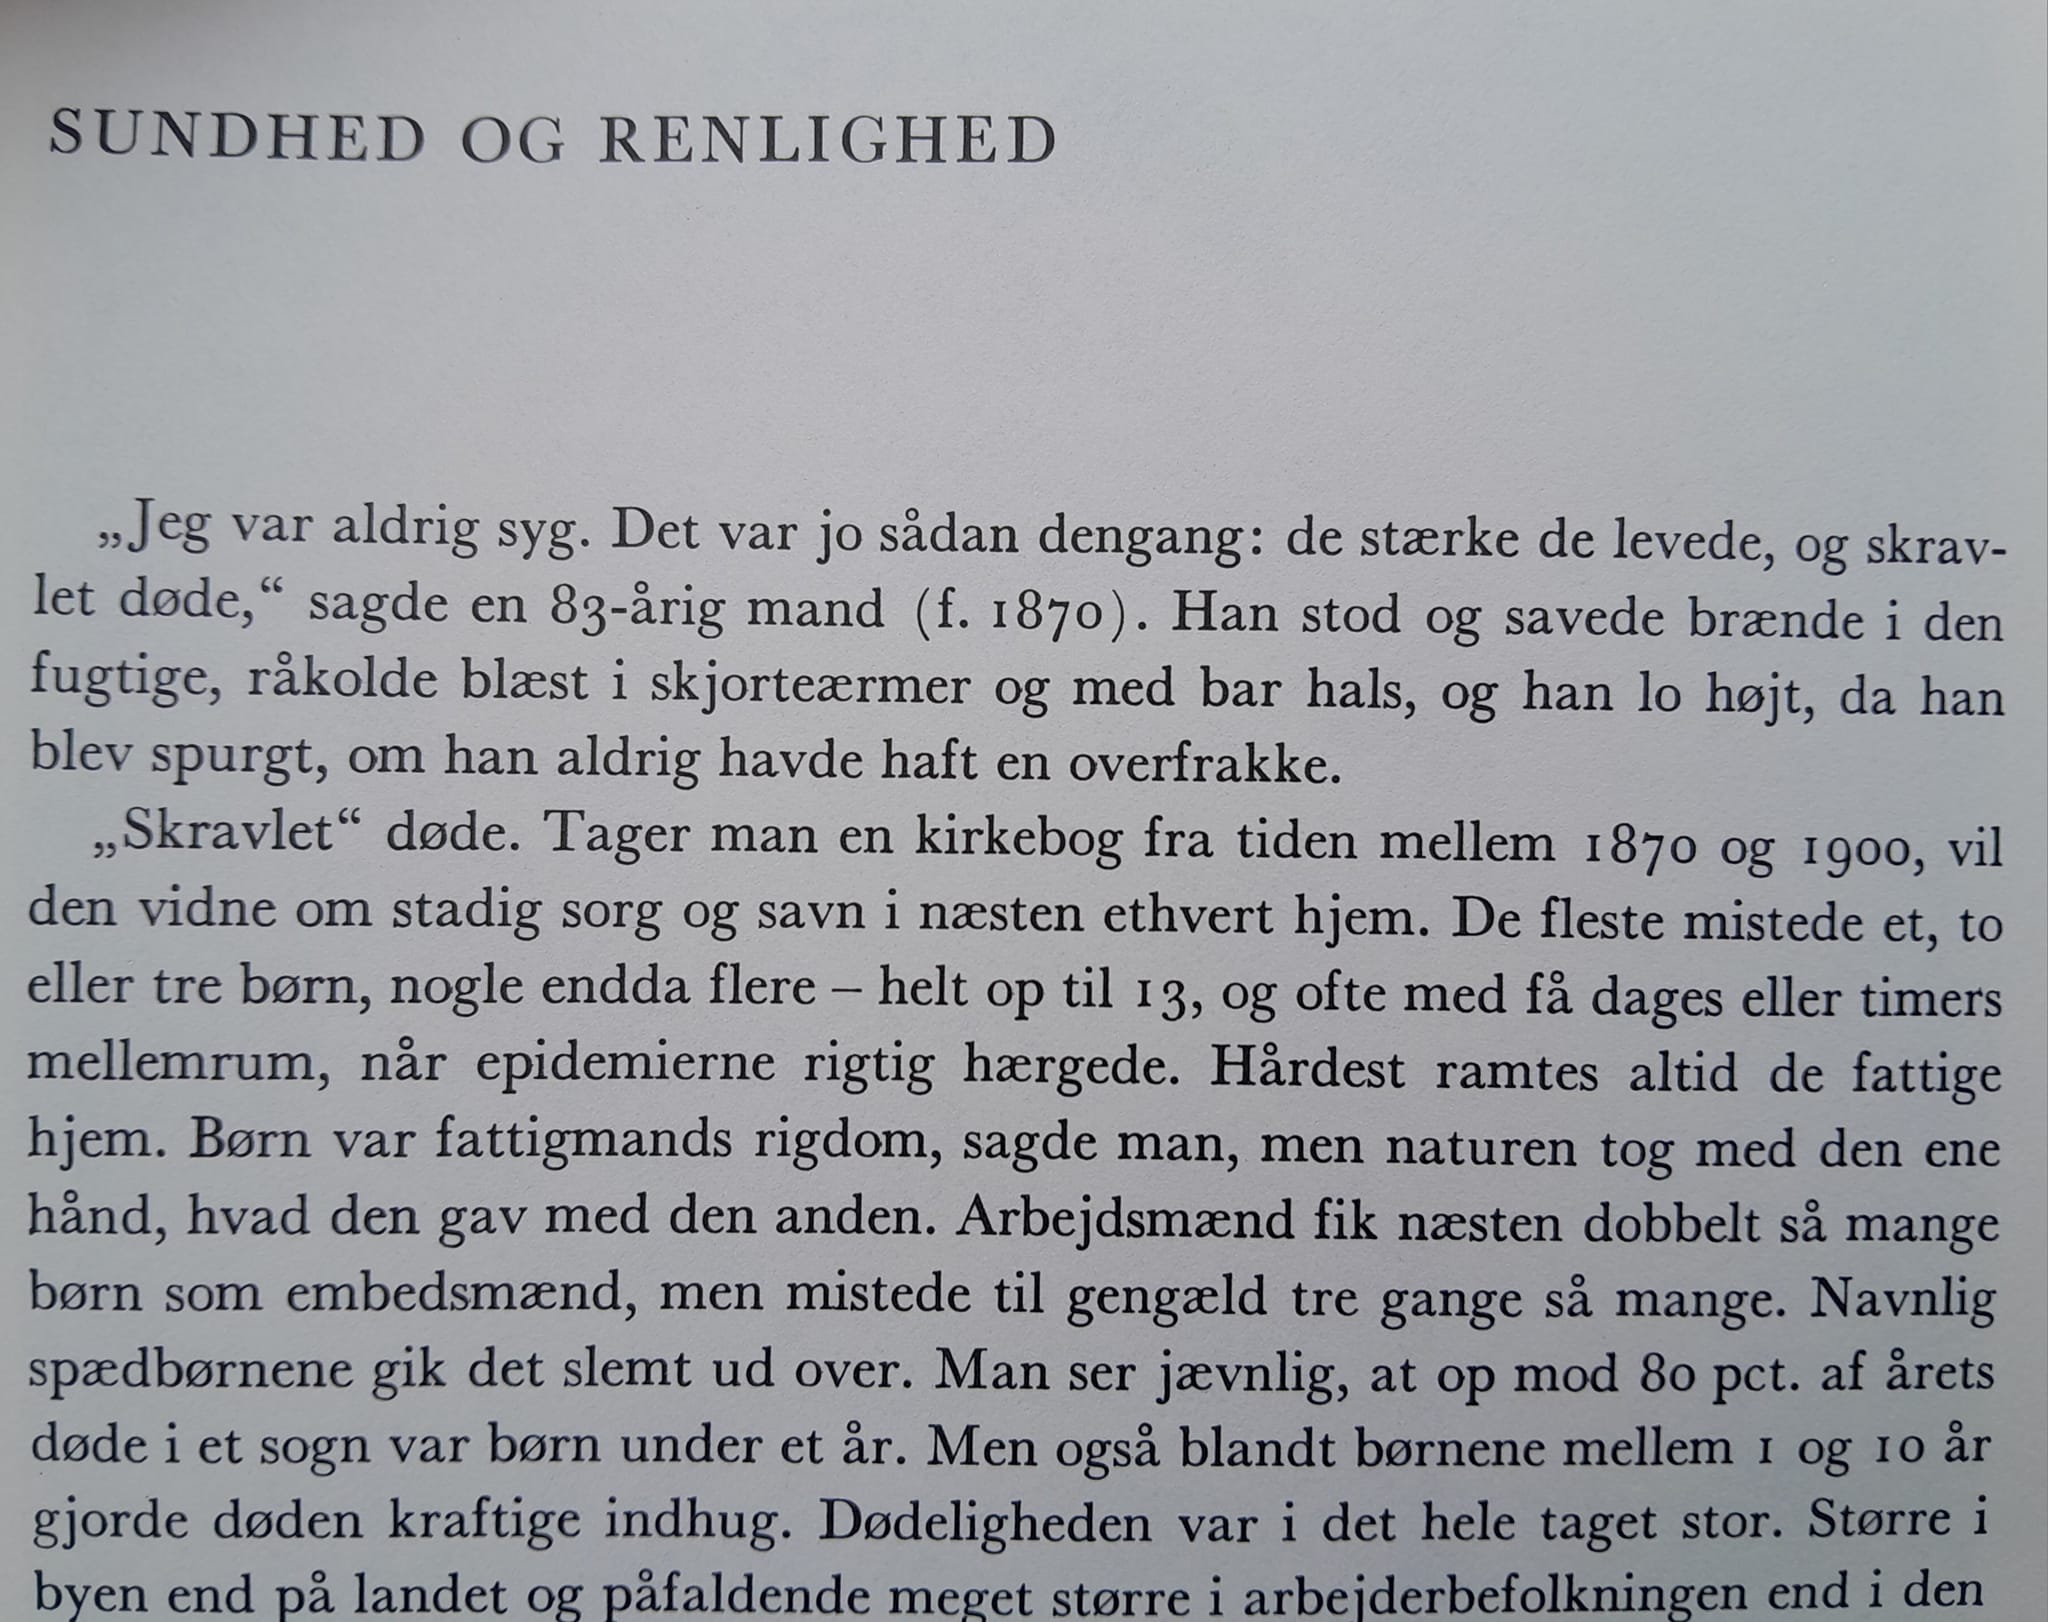 SUNDHED OG RENLIGHED
„Jeg var aldrig syg. Det var jo sådan dengang: de stærke de levede, og skrav-
let døde,“ sagde en 83-årig mand (f. 1870). Han stod og savede brænde i den
fugtige, råkolde blæst i skjorteærmer og med bar hals, og han lo højt, da han
blev spurgt, om han aldrig havde haft en overfrakke.
„Skravlet“ døde. Tager man en kirkebog fra tiden mellem 1870 og 1900, vil
den vidne om stadig sorg og savn i næsten ethvert hjem. De fleste mistede et, to
eller tre børn, nogle endda flere – helt op til 13, og ofte med få dages eller timers
mellemrum, når epidemierne rigtig hærgede. Hårdest ramtes altid de fattige
hjem. Børn var fattigmands rigdom, sagde man, men naturen tog med den ene
hånd, hvad den gav med den anden. Arbejdsmænd fik næsten dobbelt så mange
børn som embedsmænd, men mistede til gengæld tre gange så mange. Navnlig
spædbørnene gik det slemt ud over. Man ser jævnlig, at op mod 80 pct. af årets
døde i et sogn var børn under et år. Men også blandt børnene mellem 1 og 10 år
gjorde døden kraftige indhug. Dødeligheden var i det hele taget stor. Større i
byen end på landet og påfaldende meget større i arbejderbefolkningen end i den